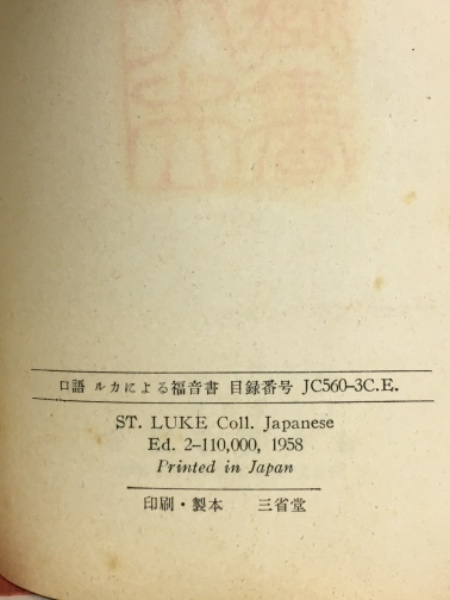 口語 ルカによる福音書 目録番号 JC560-3C.E.
ST. LUKE Coll. Japanese
Ed. 2-110,000, 1958
Printed in Japan
印刷・製本 三省堂